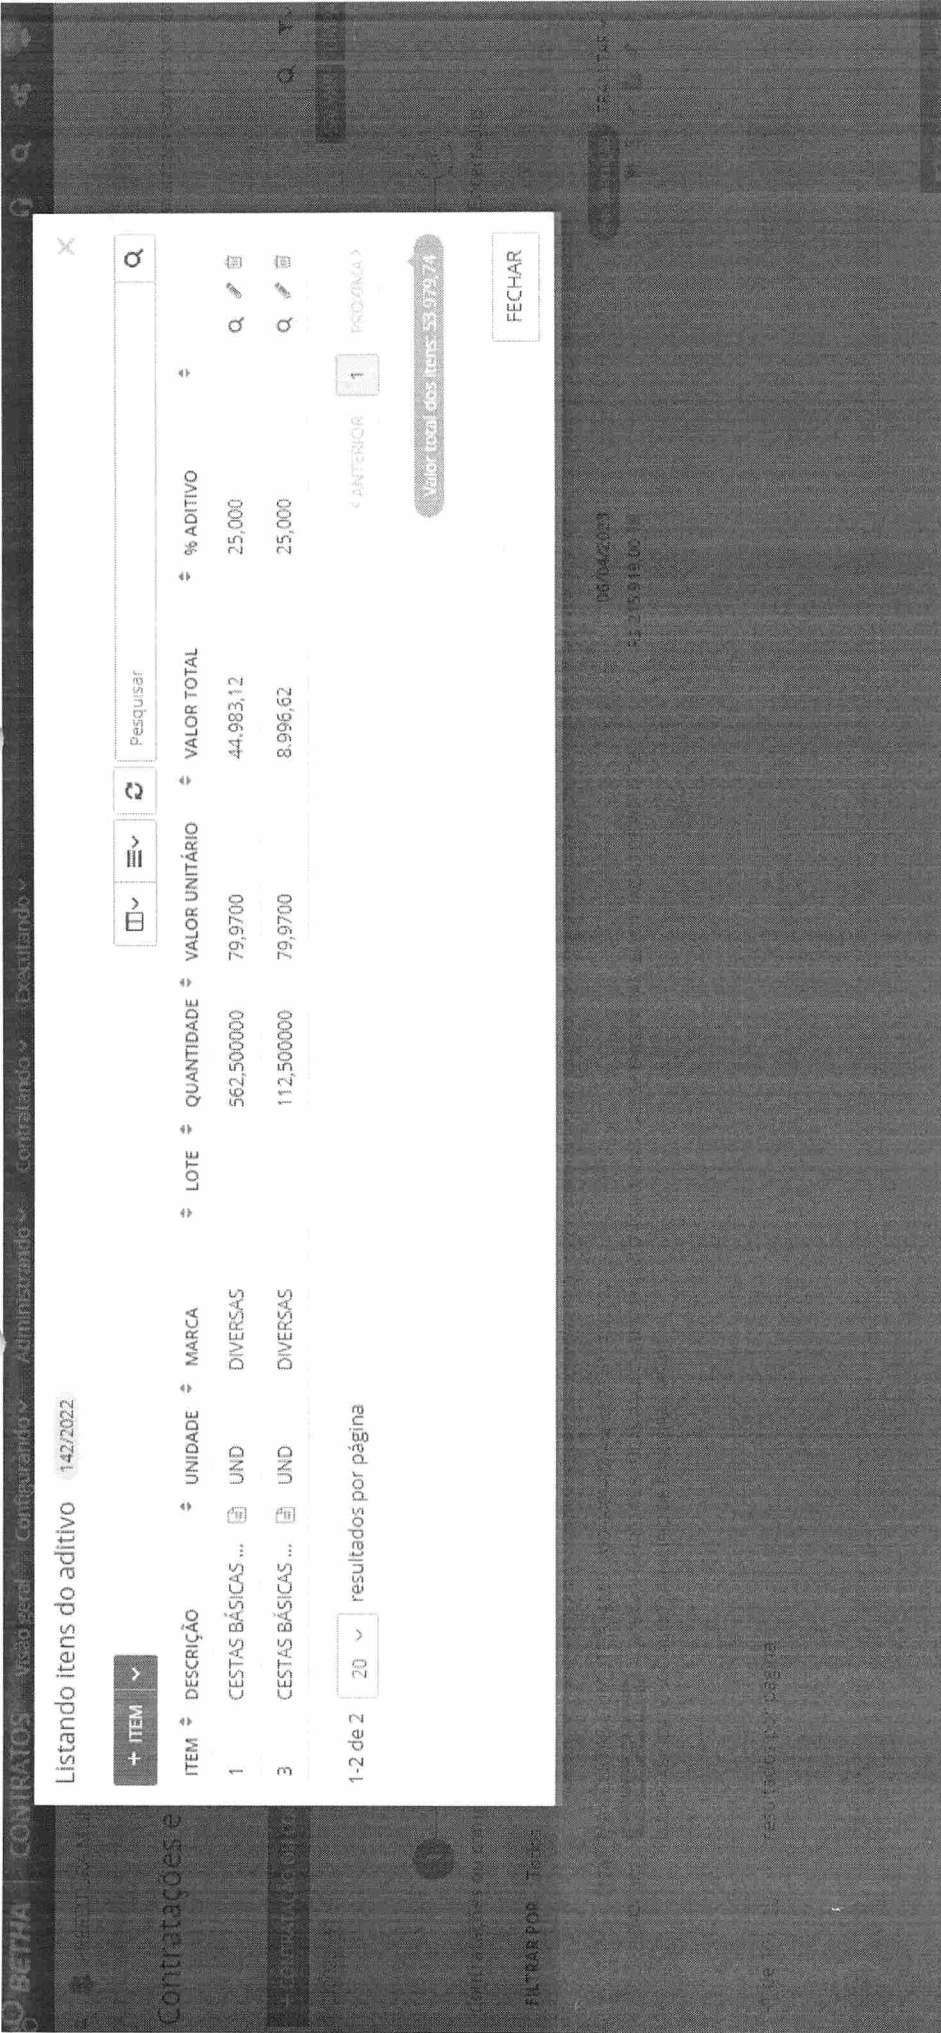 BETHA CONTRATOS Visão geral Configurando Administrando Contratando Executando
Contratações e
Listando itens do aditivo 142/2022
+ ITEM
Pesquisar
ITEM DESCRIÇÃO UNIDADE MARCA LOTE QUANTIDADE VALOR UNITÁRIO VALOR TOTAL % ADITIVO
1 CESTAS BÁSICAS ... UND DIVERSAS 562,500000 79,9700 44.983,12 25,000
3 CESTAS BÁSICAS ... UND DIVERSAS 112,500000 79,9700 8.996,62 25,000
1-2 de 2 20 resultados por página < ANTERIOR 1 PRÓXIMA >
Valor total dos itens: 53.979,74
FECHAR
FILTRAR POR Todos
06/04/2023
resultados por página